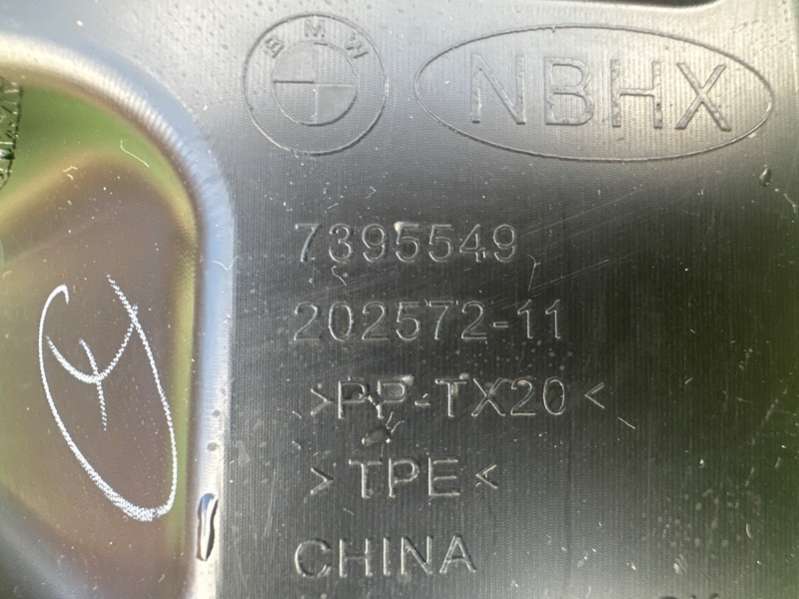 BMW
NBHX
7395549
202572-11
>PP-TX20<
>TPE<
CHINA